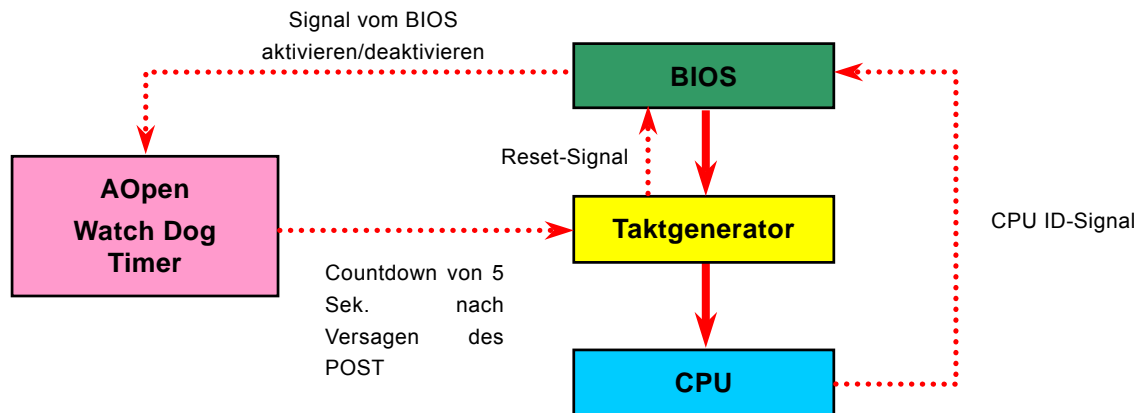 Signal vom BIOS
aktivieren/deaktivieren
BIOS
Reset-Signal
AOpen
Watch Dog
Timer
Taktgenerator
CPU ID-Signal
Countdown von 5
Sek. nach
Versagen des
POST
CPU